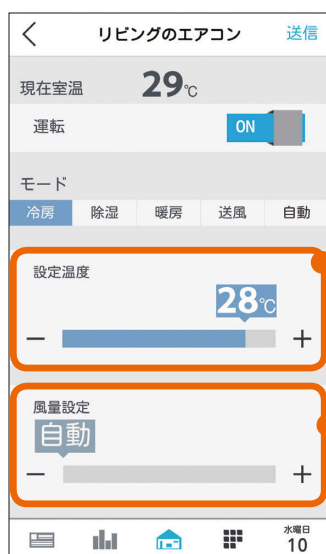 リビングのエアコン 送信
現在室温 29℃
運転 ON
モード
冷房 除湿 暖房 送風 自動
設定温度
28℃
− +
風量設定
自動
− +
水曜日
10